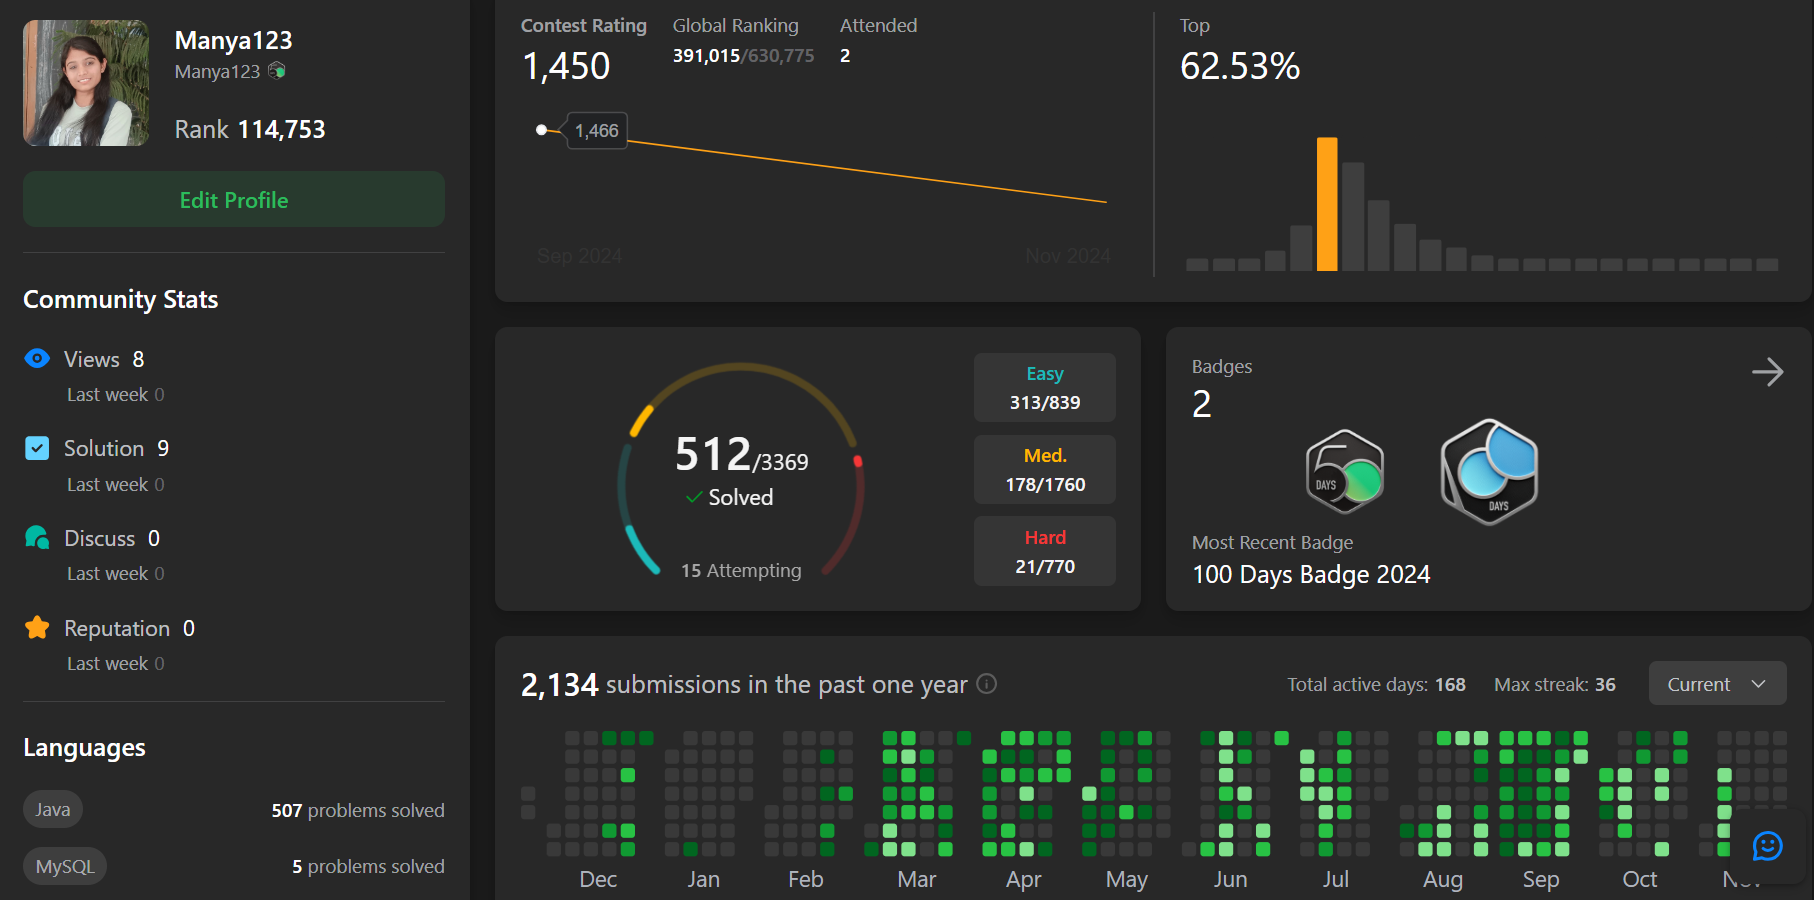 Manya123
Manya123
Rank 114,753
Edit Profile
Community Stats
Views 8
Last week 0
Solution 9
Last week 0
Discuss 0
Last week 0
Reputation 0
Last week 0
Languages
Java 507 problems solved
MySQL 5 problems solved
Contest Rating
1,450
Global Ranking
391,015/630,775
Attended
2
1,466
Sep 2024 Nov 2024
Top
62.53%
512/3369
Solved
15 Attempting
Easy
313/839
Med.
178/1760
Hard
21/770
Badges
2
50
DAYS
DAYS
Most Recent Badge
100 Days Badge 2024
2,134 submissions in the past one year
Total active days: 168 Max streak: 36 Current
Dec Jan Feb Mar Apr May Jun Jul Aug Sep Oct Nov